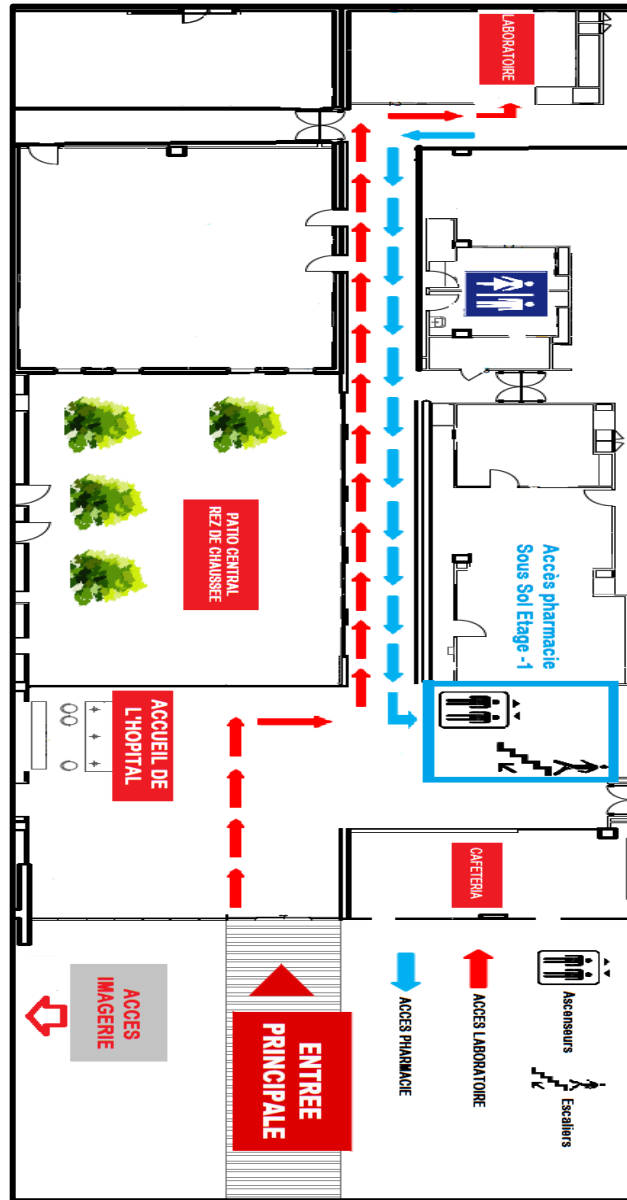 LABORATOIRE
Accès pharmacie
Sous Sol Etage -1
PATIO CENTRAL
REZ DE CHAUSSEE
ACCUEIL DE
L'HOPITAL
CAFETERIA
Ascenseurs
Escaliers
ACCES LABORATOIRE
ACCES PHARMACIE
ENTREE
PRINCIPALE
ACCES
IMAGERIE